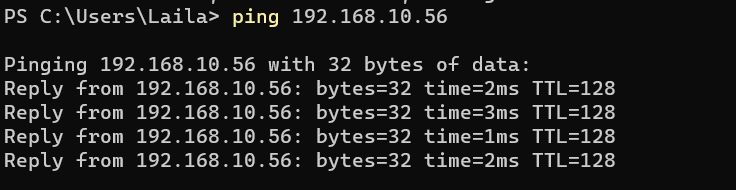 PS C:\Users\Laila> ping 192.168.10.56
Pinging 192.168.10.56 with 32 bytes of data:
Reply from 192.168.10.56: bytes=32 time=2ms TTL=128
Reply from 192.168.10.56: bytes=32 time=3ms TTL=128
Reply from 192.168.10.56: bytes=32 time=1ms TTL=128
Reply from 192.168.10.56: bytes=32 time=2ms TTL=128